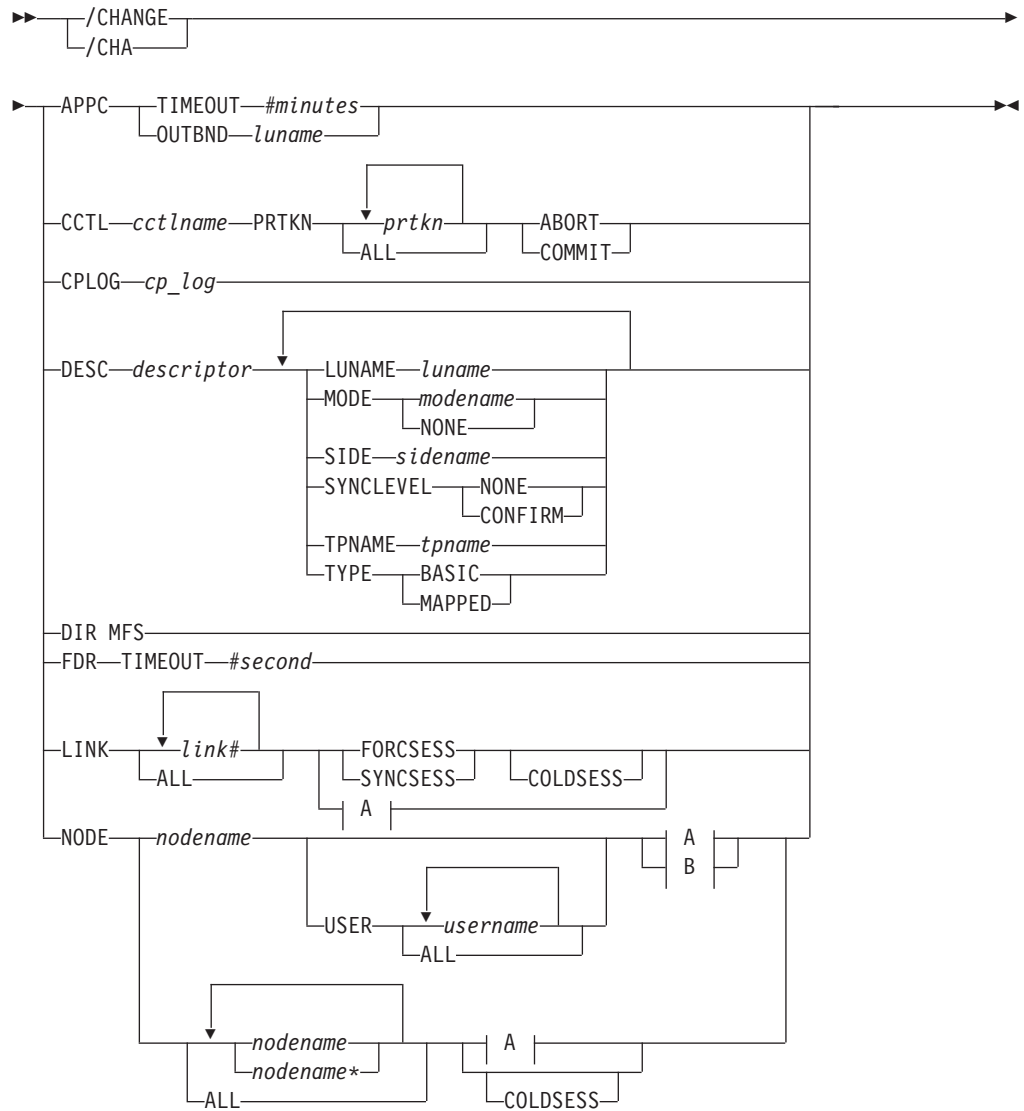 /CHANGE
/CHA
APPC TIMEOUT #minutes
OUTBND luname
CCTL cctlname PRTKN prtkn ABORT
ALL COMMIT
CPLOG cp_log
DESC descriptor LUNAME luname
MODE modename
NONE
SIDE sidename
SYNCLEVEL NONE
CONFIRM
TPNAME tpname
TYPE BASIC
MAPPED
DIR MFS
FDR TIMEOUT #second
LINK link# FORCSESS
ALL SYNCSESS COLDSESS
A
NODE nodename A
B
USER username
ALL
nodename A
nodename*
ALL COLDSESS